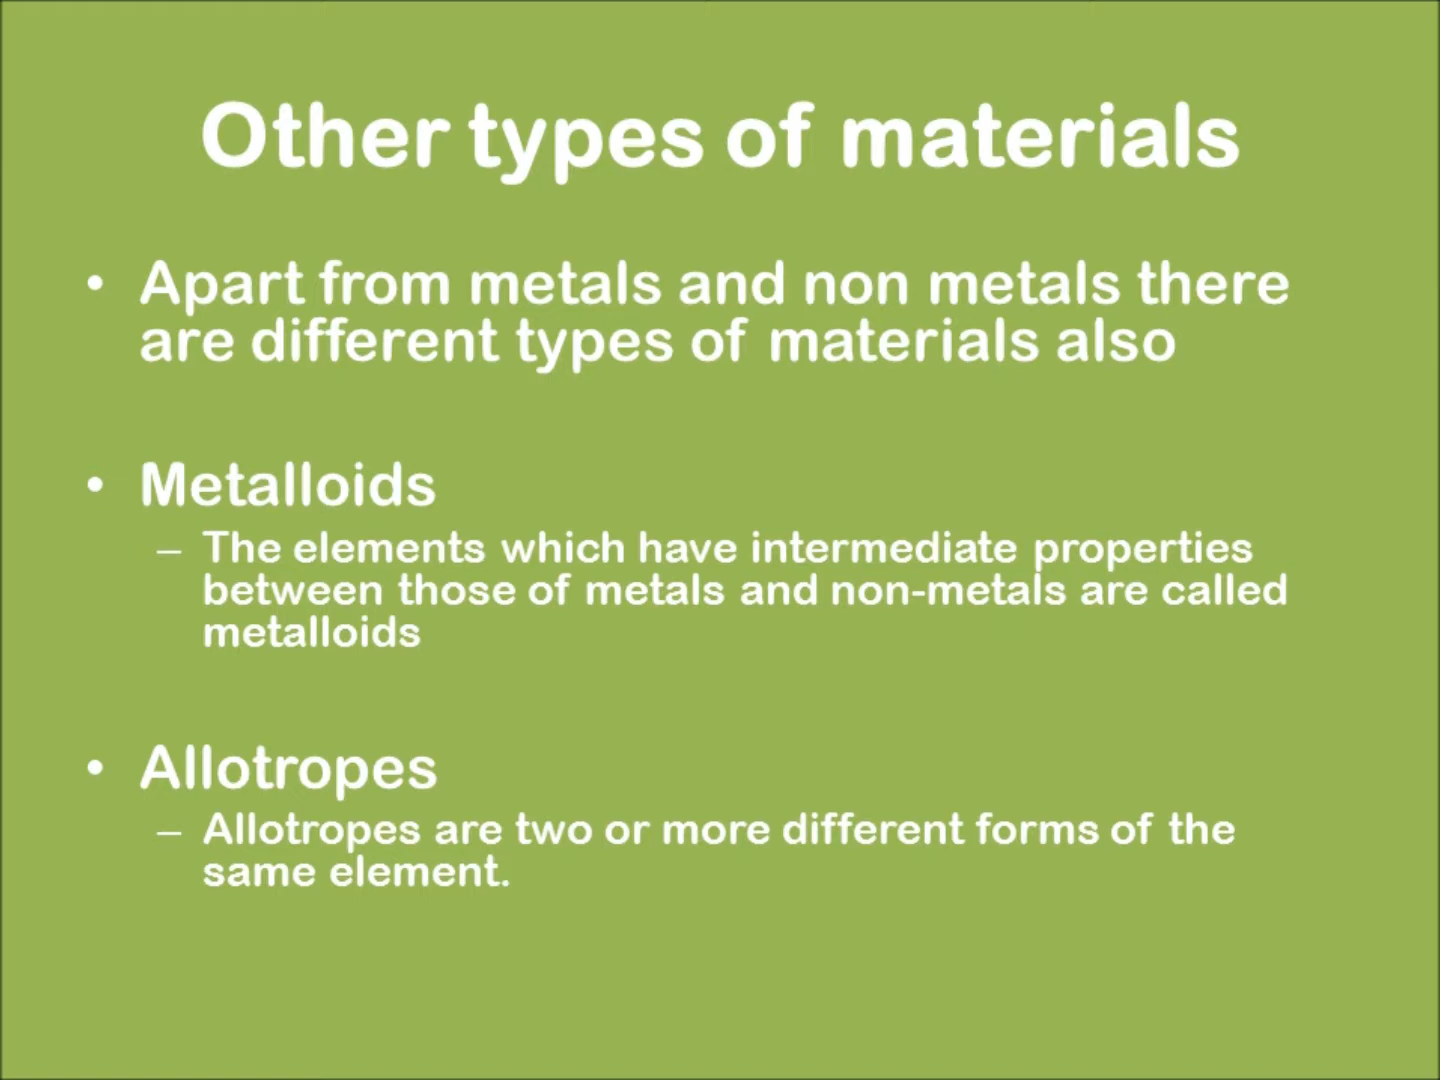 Other types of materials
• Apart from metals and non metals there
are different types of materials also
• Metalloids
– The elements which have intermediate properties
between those of metals and non-metals are called
metalloids
• Allotropes
– Allotropes are two or more different forms of the
same element.